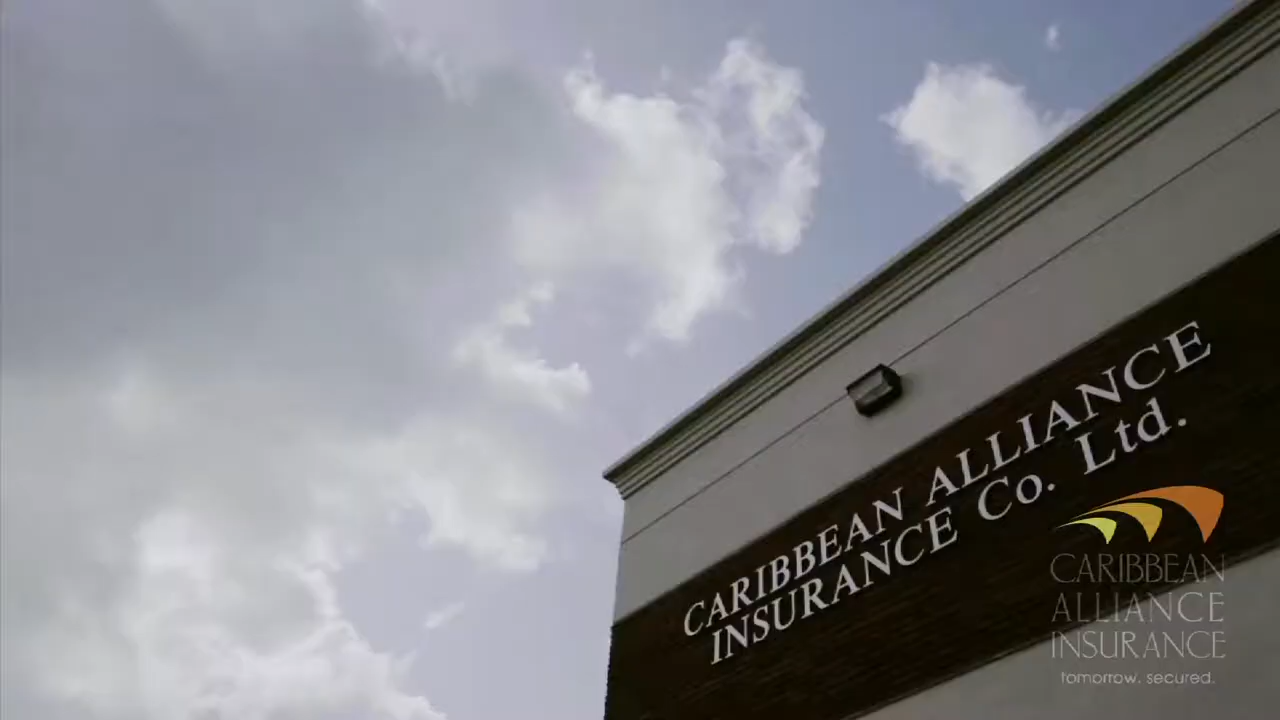 CARIBBEAN ALLIANCE
INSURANCE Co. Ltd.
CARIBBEAN
ALLIANCE
INSURANCE
tomorrow. secured.